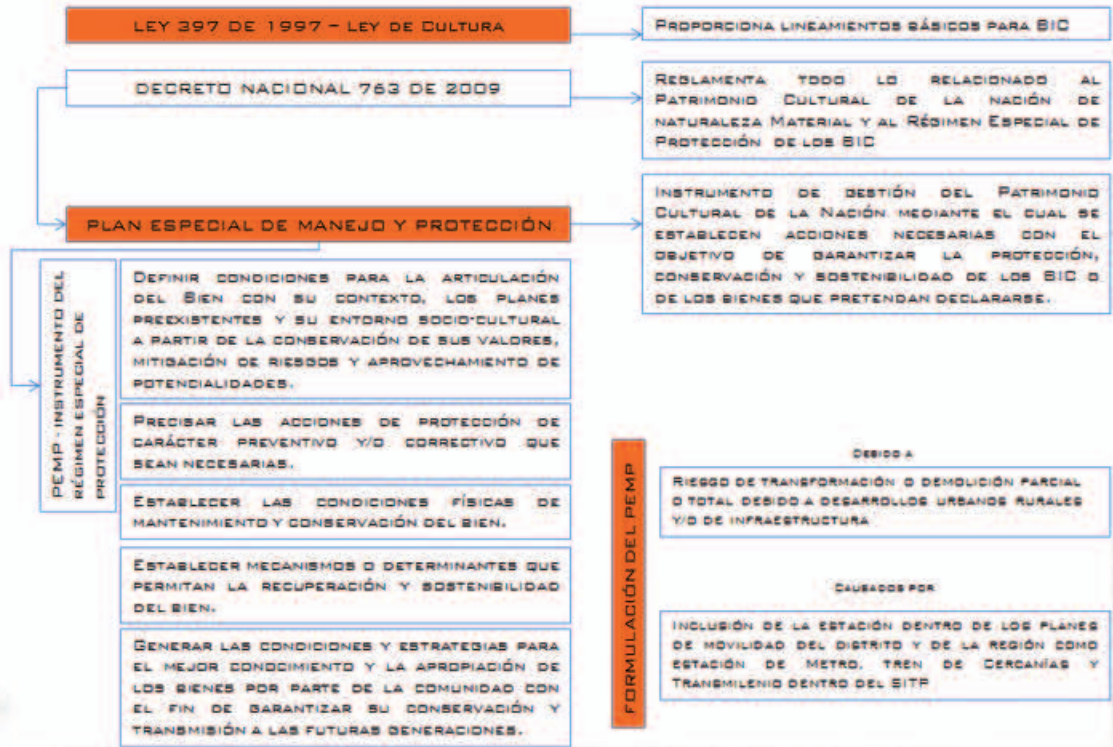 LEY 397 DE 1997 – LEY DE CULTURA
PROPORCIONA LINEAMIENTOS BÁSICOS PARA BIC
DECRETO NACIONAL 763 DE 2009
REGLAMENTA TODO LO RELACIONADO AL
PATRIMONIO CULTURAL DE LA NACIÓN DE
NATURALEZA MATERIAL Y AL RÉGIMEN ESPECIAL DE
PROTECCIÓN DE LOS BIC
PLAN ESPECIAL DE MANEJO Y PROTECCIÓN
INSTRUMENTO DE GESTIÓN DEL PATRIMONIO
CULTURAL DE LA NACIÓN MEDIANTE EL CUAL SE
ESTABLECEN ACCIONES NECESARIAS CON EL
OBJETIVO DE GARANTIZAR LA PROTECCIÓN,
CONSERVACIÓN Y SOSTENIBILIDAD DE LOS BIC O
DE LOS BIENES QUE PRETENDAN DECLARARSE.
PEMP - INSTRUMENTO DEL
RÉGIMEN ESPECIAL DE
PROTECCIÓN
DEFINIR CONDICIONES PARA LA ARTICULACIÓN
DEL BIEN CON SU CONTEXTO, LOS PLANES
PREEXISTENTES Y SU ENTORNO SOCIO-CULTURAL
A PARTIR DE LA CONSERVACIÓN DE SUS VALORES,
MITIGACIÓN DE RIESGOS Y APROVECHAMIENTO DE
POTENCIALIDADES.
PRECISAR LAS ACCIONES DE PROTECCIÓN DE
CARÁCTER PREVENTIVO Y/O CORRECTIVO QUE
SEAN NECESARIAS.
ESTABLECER LAS CONDICIONES FÍSICAS DE
MANTENIMIENTO Y CONSERVACIÓN DEL BIEN.
ESTABLECER MECANISMOS O DETERMINANTES QUE
PERMITAN LA RECUPERACIÓN Y SOSTENIBILIDAD
DEL BIEN.
GENERAR LAS CONDICIONES Y ESTRATEGIAS PARA
EL MEJOR CONOCIMIENTO Y LA APROPIACIÓN DE
LOS BIENES POR PARTE DE LA COMUNIDAD CON
EL FIN DE GARANTIZAR SU CONSERVACIÓN Y
TRANSMISIÓN A LAS FUTURAS GENERACIONES.
FORMULACIÓN DEL PEMP
DEBIDO A
RIESGO DE TRANSFORMACIÓN O DEMOLICIÓN PARCIAL
O TOTAL DEBIDO A DESARROLLOS URBANOS RURALES
Y/O DE INFRAESTRUCTURA
CAUSADOS POR
INCLUSIÓN DE LA ESTACIÓN DENTRO DE LOS PLANES
DE MOVILIDAD DEL DISTRITO Y DE LA REGIÓN COMO
ESTACIÓN DE METRO, TREN DE CERCANÍAS Y
TRANSMILENIO DENTRO DEL SITP